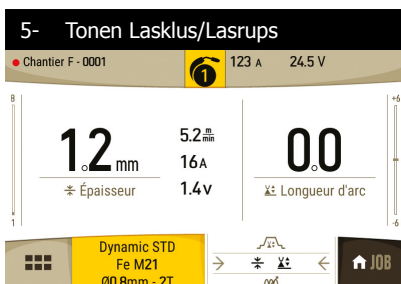 5- Tonen Lasklus/Lasrups
Chantier F - 0001
1
123 A 24.5 V
8
+6
1.2 mm
5.2 m/min
16 A
1.4 V
0.0
Épaisseur
Longueur d'arc
1
-6
Dynamic STD
Fe M21
Ø0.8mm - 2T
JOB